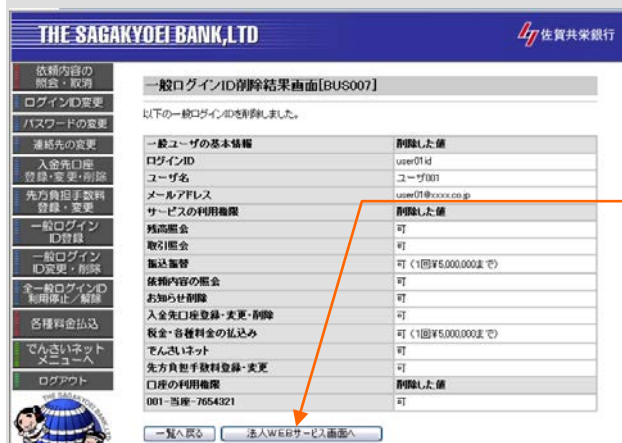 THE SAGAKYOEI BANK,LTD
佐賀共栄銀行
依頼内容の
照会・取消
ログインID変更
パスワードの変更
連絡先の変更
入金先口座
登録・変更・削除
先方負担手数料
登録・変更
一般ログイン
ID登録
一般ログイン
ID変更・削除
全一般ログインID
利用停止/解除
各種料金払込
でんさいネット
メニューへ
ログアウト
THE SAGAKYOEI BANK
一般ログインID削除結果画面[BUS007]
以下の一般ログインIDを削除しました。
一般ユーザの基本情報 削除した値
ログインID user01id
ユーザ名 ユーザ001
メールアドレス user01@xxxx.co.jp
サービスの利用権限 削除した値
残高照会 可
取引照会 可
振込振替 可(1回¥5,000,000まで)
依頼内容の照会 可
お知らせ削除 可
入金先口座登録・変更・削除 可
税金・各種料金の払込み 可(1回¥5,000,000まで)
でんさいネット 可
先方負担手数料登録・変更 可
口座の利用権限 削除した値
001-当座-7654321 可
一覧へ戻る 法人WEBサービス画面へ